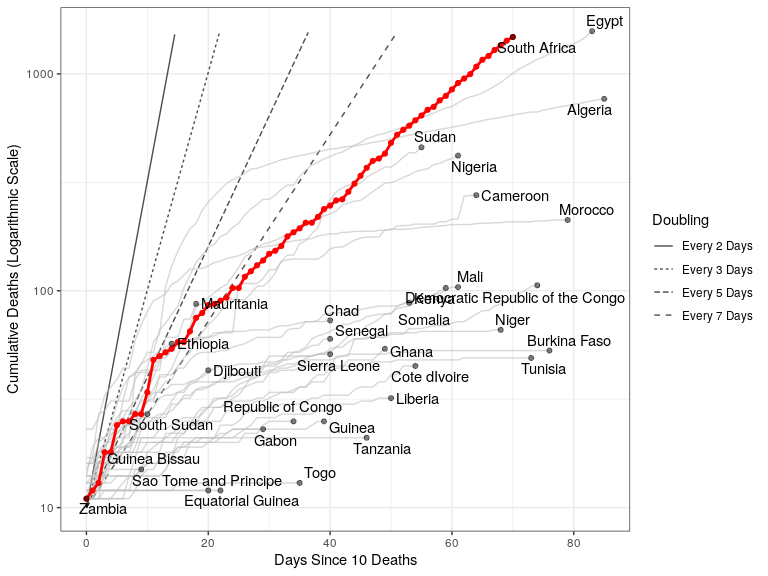 Egypt
South Africa
1000
Algeria
Sudan
Nigeria
Cameroon
Morocco
Doubling
Every 2 Days
Every 3 Days
Every 5 Days
Every 7 Days
Cumulative Deaths (Logarithmic Scale)
Mali
100
Kenya
Democratic Republic of the Congo
Mauritania
Chad
Somalia
Niger
Senegal
Ethiopia
Burkina Faso
Ghana
Sierra Leone
Tunisia
Djibouti
Cote dIvoire
Liberia
Republic of Congo
South Sudan
Guinea
Gabon
Tanzania
Guinea Bissau
Togo
Sao Tome and Principe
Equatorial Guinea
10
Zambia
0 20 40 60 80
Days Since 10 Deaths